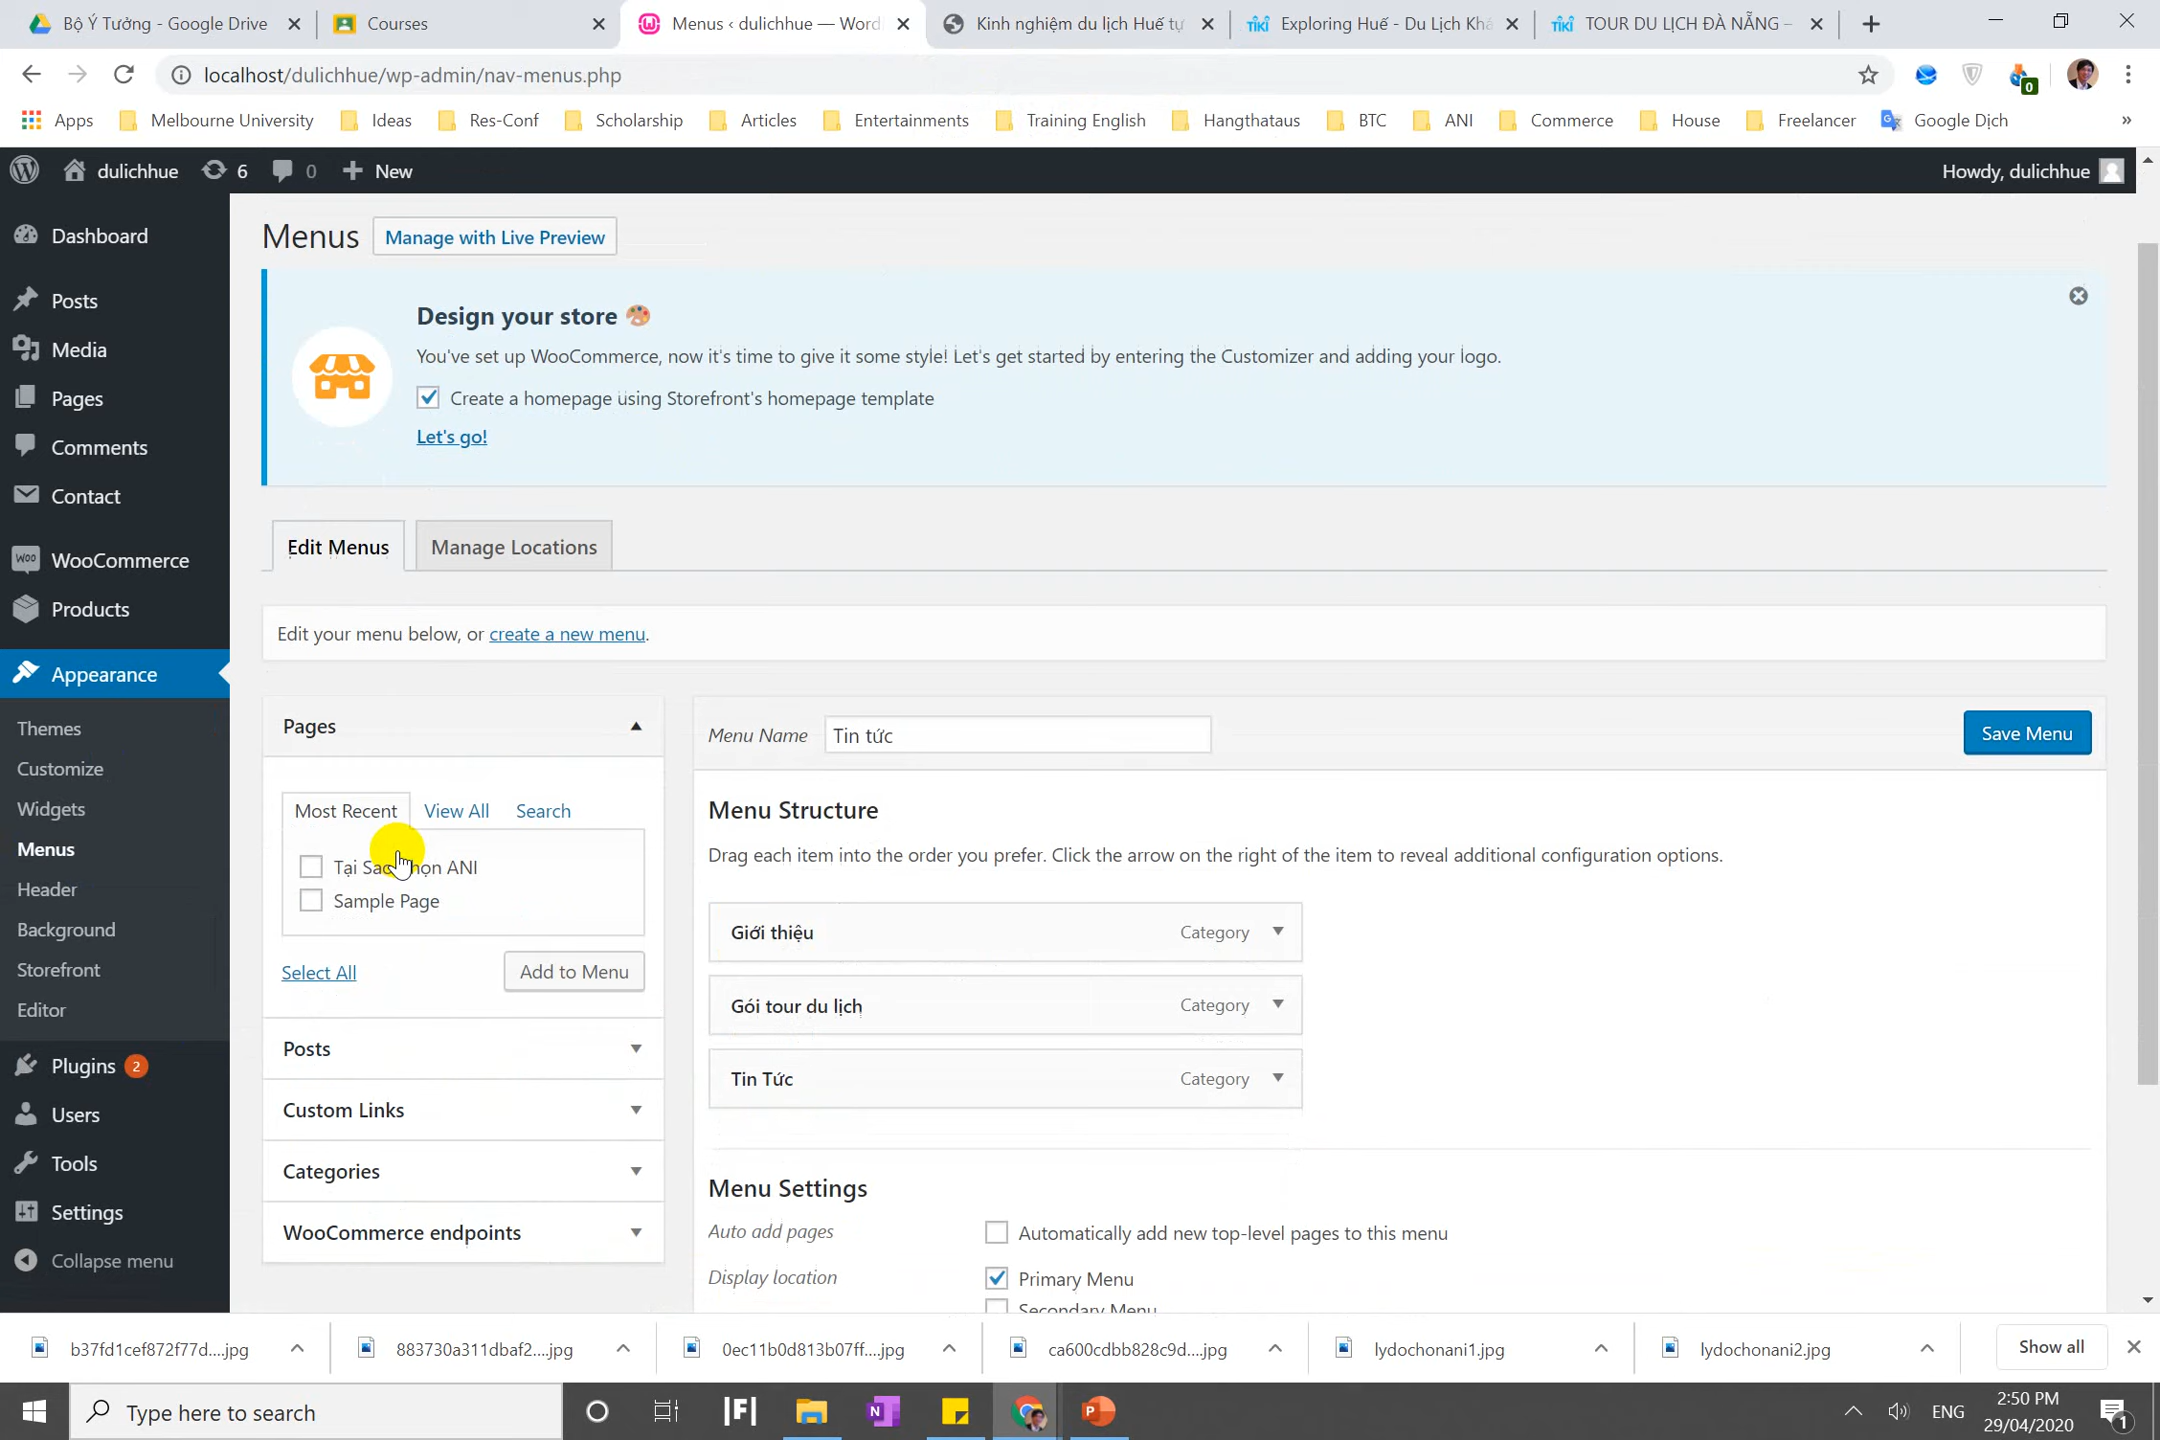 Bộ Ý Tưởng - Google Drive
Courses
Menus ‹ dulichhue — Word
Kinh nghiệm du lịch Huế tự
TIKI Exploring Huế - Du Lịch Khá
TIKI TOUR DU LỊCH ĐÀ NẴNG –
localhost/dulichhue/wp-admin/nav-menus.php
0
Apps
Melbourne University
Ideas
Res-Conf
Scholarship
Articles
Entertainments
Training English
Hangthataus
BTC
ANI
Commerce
House
Freelancer
Google Dịch
»
dulichhue
6
0
New
Howdy, dulichhue
Dashboard
Posts
Media
Pages
Comments
Contact
WooCommerce
Products
Appearance
Themes
Customize
Widgets
Menus
Header
Background
Storefront
Editor
Plugins 2
Users
Tools
Settings
Collapse menu
Menus
Manage with Live Preview
Design your store
You've set up WooCommerce, now it's time to give it some style! Let's get started by entering the Customizer and adding your logo.
Create a homepage using Storefront's homepage template
Let's go!
Edit Menus
Manage Locations
Edit your menu below, or create a new menu.
Pages
Most Recent
View All
Search
Tại Sao Chọn ANI
Sample Page
Select All
Add to Menu
Posts
Custom Links
Categories
WooCommerce endpoints
Menu Name
Tin tức
Save Menu
Menu Structure
Drag each item into the order you prefer. Click the arrow on the right of the item to reveal additional configuration options.
Giới thiệu
Category
Gói tour du lịch
Category
Tin Tức
Category
Menu Settings
Auto add pages
Automatically add new top-level pages to this menu
Display location
Primary Menu
Secondary Menu
b37fd1cef872f77d....jpg
883730a311dbaf2....jpg
0ec11b0d813b07ff....jpg
ca600cdbb828c9d....jpg
lydochonani1.jpg
lydochonani2.jpg
Show all
Type here to search
ENG
2:50 PM
29/04/2020
1